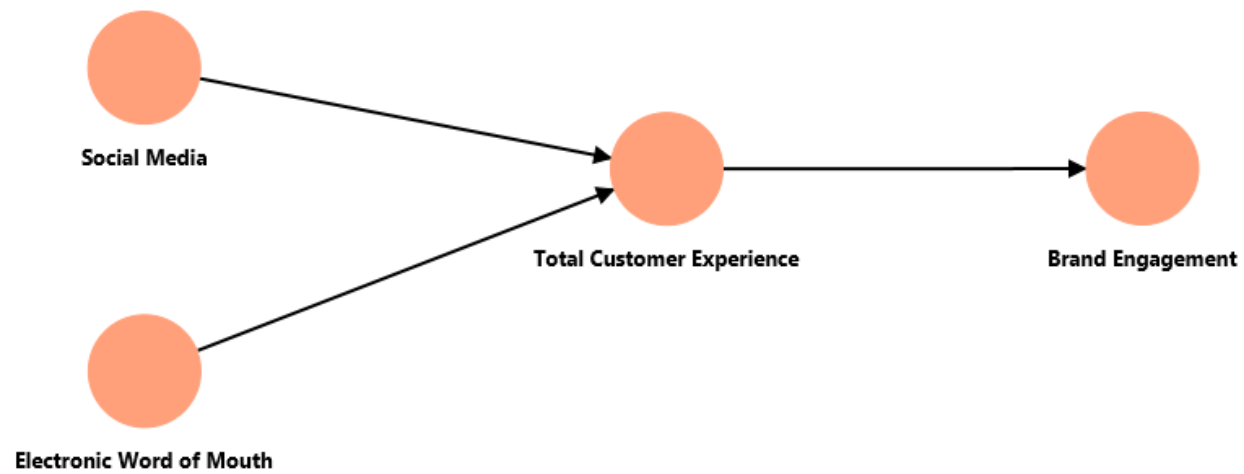 Social Media
Total Customer Experience
Brand Engagement
Electronic Word of Mouth